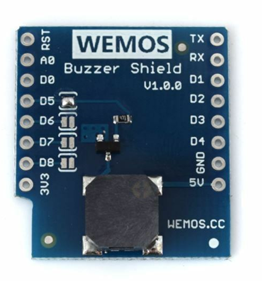 WEMOS
Buzzer Shield
V1.0.0
RST
A0
D0
D5
D6
D7
D8
3V3
TX
RX
D1
D2
D3
D4
GND
5V
WEMOS.CC